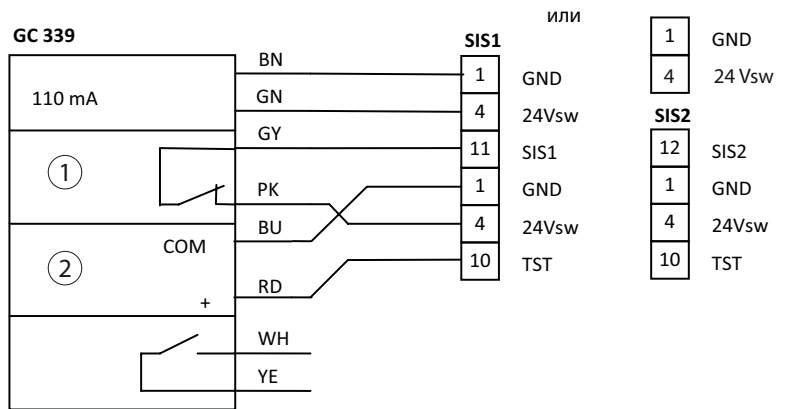 или
GC 339
SIS1
BN
1 GND
1 GND
110 mA
GN
4 24Vsw
4 24 Vsw
SIS2
GY
11 SIS1
12 SIS2
1
PK
1 GND
1 GND
BU
4 24Vsw
4 24Vsw
COM
2
RD
10 TST
10 TST
+
WH
YE